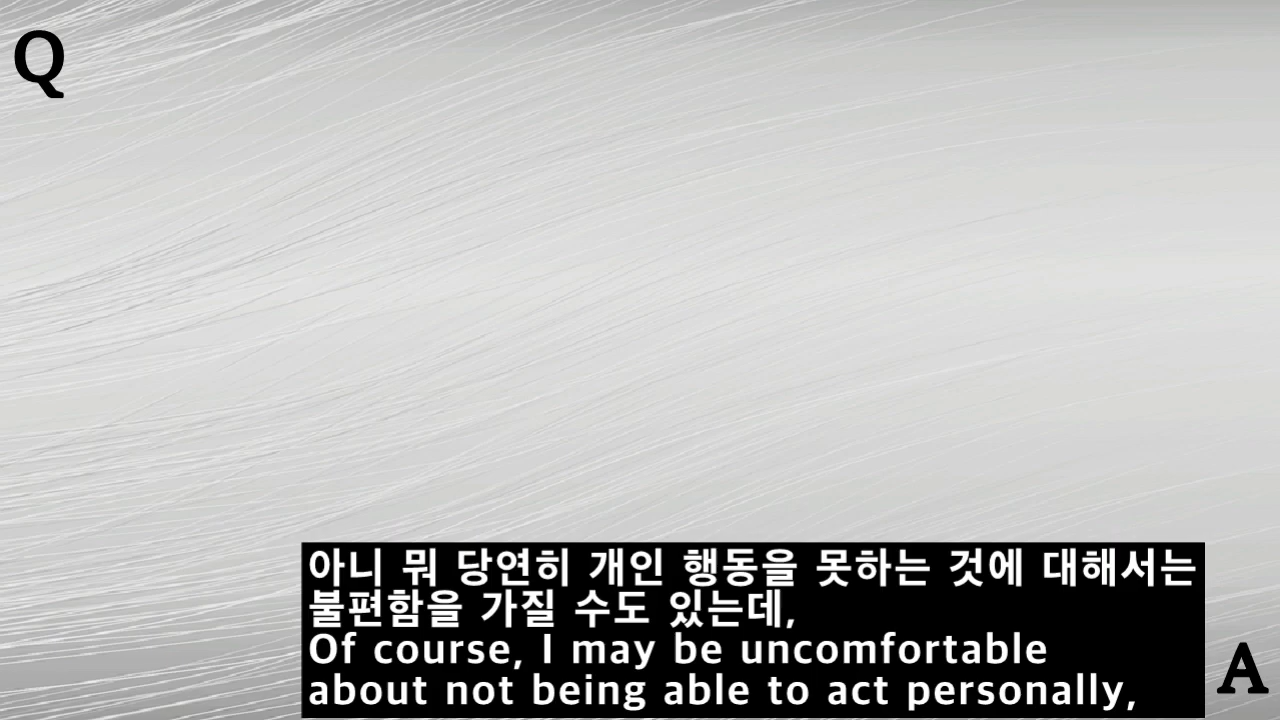 Q
아니 뭐 당연히 개인 행동을 못하는 것에 대해서는
불편함을 가질 수도 있는데,
Of course, I may be uncomfortable
about not being able to act personally,
A